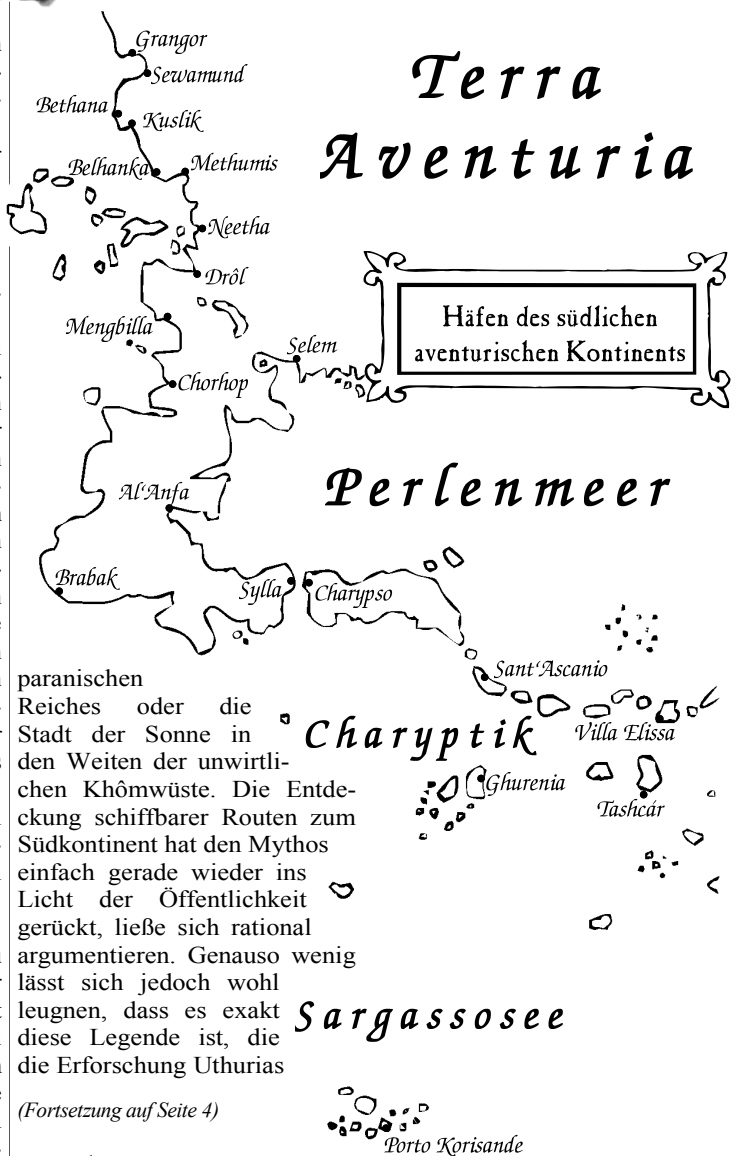 Terra
Aventuria
Häfen des südlichen
aventurischen Kontinents
Grangor
Sewamund
Bethana
Kuslik
Belhanka
Methumis
Neetha
Drôl
Mengbilla
Selem
Chorhop
Perlenmeer
Al'Anfa
Brabak
Sylla
Charypso
Sant'Ascanio
Charyptik
Villa Elissa
Ghurenia
Tashcár
Sargassosee
Porto Korisande
paranischen
Reiches oder die
Stadt der Sonne in
den Weiten der unwirtli-
chen Khômwüste. Die Entde-
ckung schiffbarer Routen zum
Südkontinent hat den Mythos
einfach gerade wieder ins
Licht der Öffentlichkeit
gerückt, ließe sich rational
argumentieren. Genauso wenig
lässt sich jedoch wohl
leugnen, dass es exakt
diese Legende ist, die
die Erforschung Uthurias
(Fortsetzung auf Seite 4)